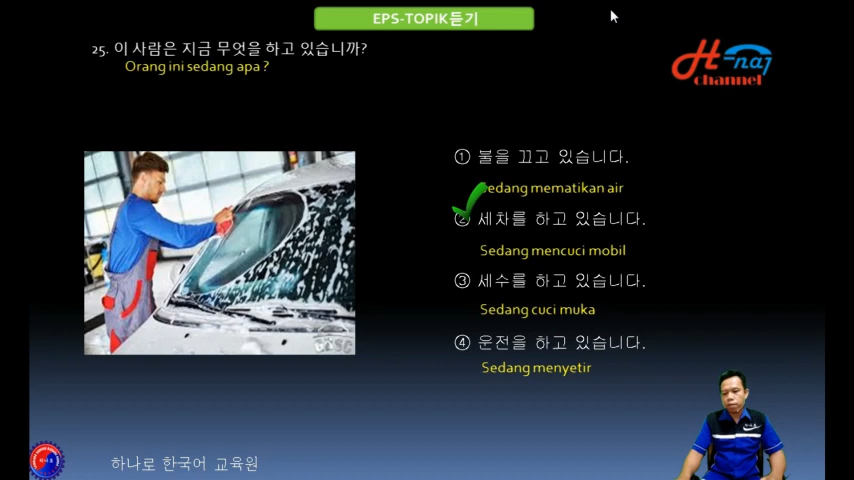 EPS-TOPIK듣기
25. 이 사람은 지금 무엇을 하고 있습니까?
Orang ini sedang apa ?
H-naj
channel
① 불을 끄고 있습니다.
sedang mematikan air
② 세차를 하고 있습니다.
Sedang mencuci mobil
③ 세수를 하고 있습니다.
Sedang cuci muka
④ 운전을 하고 있습니다.
Sedang menyetir
하나로 한국어 교육원